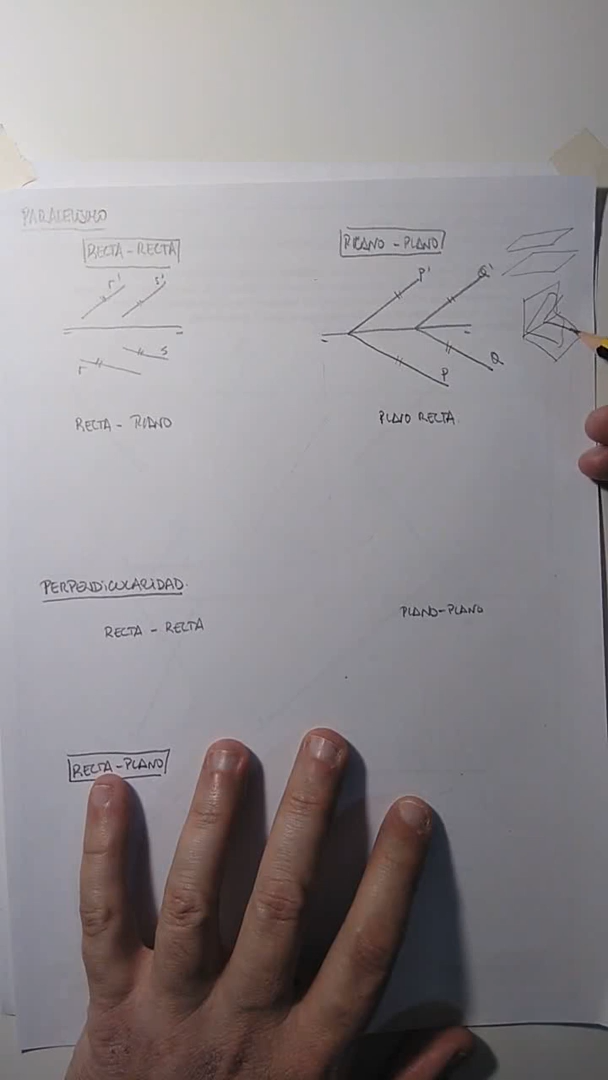 PARALELISMO
RECTA - RECTA
PLANO - PLANO
r' s'
P' Q'
r s
P Q
RECTA - PLANO
PLANO RECTA
PERPENDICULARIDAD.
RECTA - RECTA
PLANO-PLANO
RECTA-PLANO